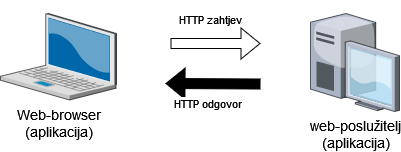 HTTP zahtjev
HTTP odgovor
Web-browser
(aplikacija)
web-poslužitelj
(aplikacija)